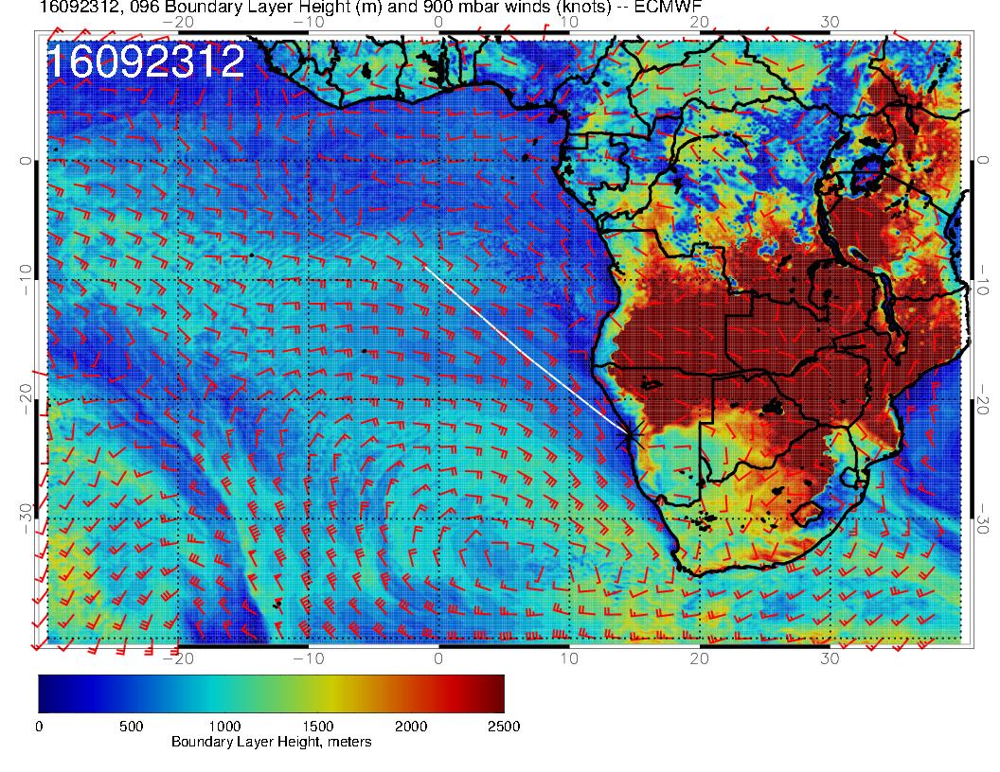 16092312, 096 Boundary Layer Height (m) and 900 mbar winds (knots) -- ECMWF
−20 −10 0 10 20 30
16092312
0 0
−10 −10
−20 −20
−30 −30
−20 −10 0 10 20 30
0 500 1000 1500 2000 2500
Boundary Layer Height, meters